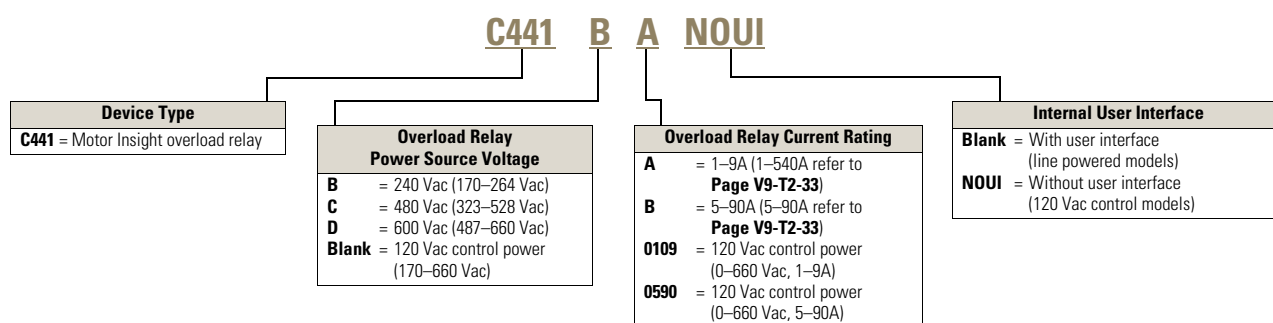 C441 B A NOUI
Device Type
C441 = Motor Insight overload relay
Overload Relay
Power Source Voltage
B = 240 Vac (170–264 Vac)
C = 480 Vac (323–528 Vac)
D = 600 Vac (487–660 Vac)
Blank = 120 Vac control power
(170–660 Vac)
Overload Relay Current Rating
A = 1–9A (1–540A refer to
Page V9-T2-33)
B = 5–90A (5–90A refer to
Page V9-T2-33)
0109 = 120 Vac control power
(0–660 Vac, 1–9A)
0590 = 120 Vac control power
(0–660 Vac, 5–90A)
Internal User Interface
Blank = With user interface
(line powered models)
NOUI = Without user interface
(120 Vac control models)